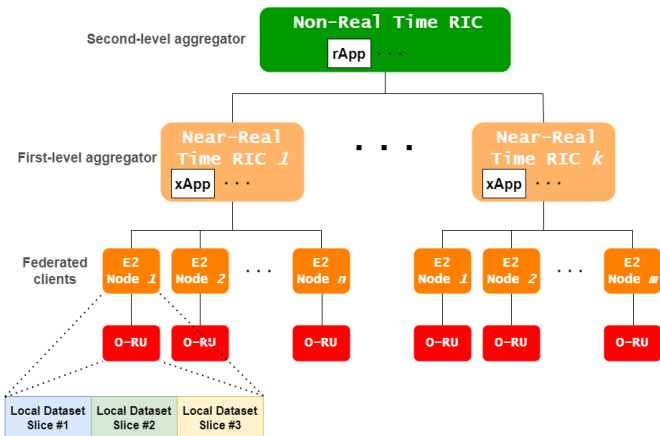 Non-Real Time RIC
Second-level aggregator
rApp ...
Near-Real
Time RIC 1
...
Near-Real
Time RIC k
First-level aggregator
xApp ...
xApp ...
Federated
clients
E2
Node 1
E2
Node 2
...
E2
Node n
E2
Node 1
E2
Node 2
...
E2
Node m
O-RU
O-RU
O-RU
O-RU
O-RU
O-RU
Local Dataset
Slice #1
Local Dataset
Slice #2
Local Dataset
Slice #3